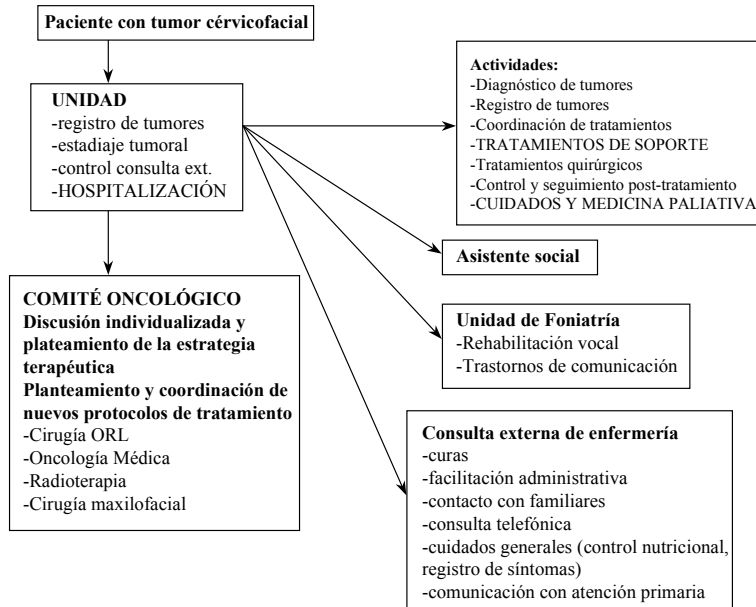 Paciente con tumor cérvicofacial
UNIDAD
-registro de tumores
-estadiaje tumoral
-control consulta ext.
-HOSPITALIZACIÓN
COMITÉ ONCOLÓGICO
Discusión individualizada y
plateamiento de la estrategia
terapéutica
Planteamiento y coordinación de
nuevos protocolos de tratamiento
-Cirugía ORL
-Oncología Médica
-Radioterapia
-Cirugía maxilofacial
Actividades:
-Diagnóstico de tumores
-Registro de tumores
-Coordinación de tratamientos
-TRATAMIENTOS DE SOPORTE
-Tratamientos quirúrgicos
-Control y seguimiento post-tratamiento
-CUIDADOS Y MEDICINA PALIATIVA
Asistente social
Unidad de Foniatría
-Rehabilitación vocal
-Trastornos de comunicación
Consulta externa de enfermería
-curas
-facilitación administrativa
-contacto con familiares
-consulta telefónica
-cuidados generales (control nutricional,
registro de síntomas)
-comunicación con atención primaria